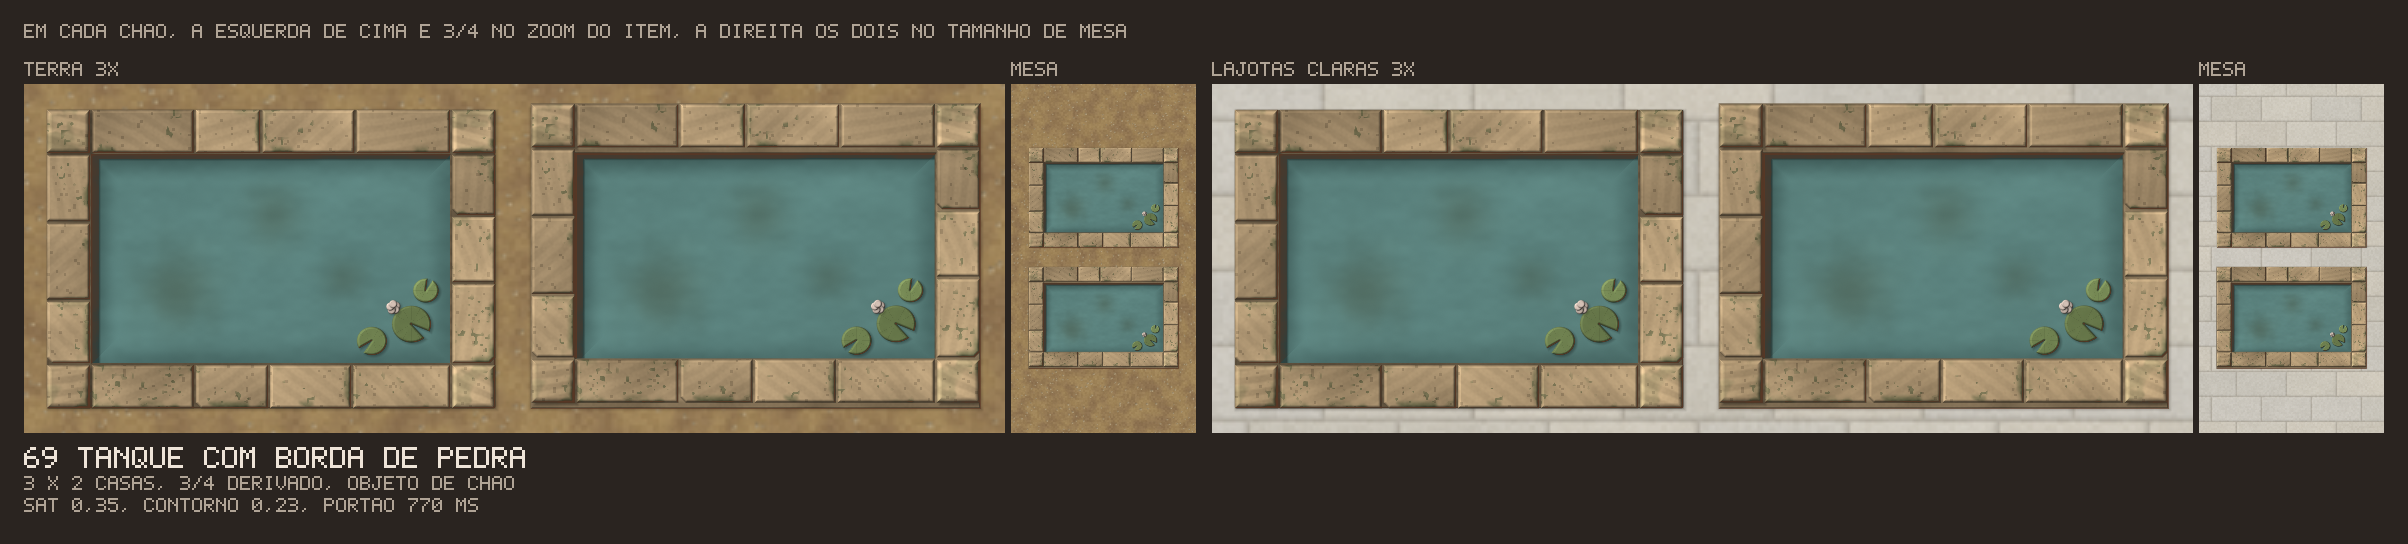 EM CADA CHAO, A ESQUERDA DE CIMA E 3/4 NO ZOOM DO ITEM, A DIREITA OS DOIS NO TAMANHO DE MESA
TERRA 3X
MESA
LAJOTAS CLARAS 3X
MESA
69 TANQUE COM BORDA DE PEDRA
3 X 2 CASAS, 3/4 DERIVADO, OBJETO DE CHAO
SAT 0,35, CONTORNO 0,23, PORTAO 770 MS